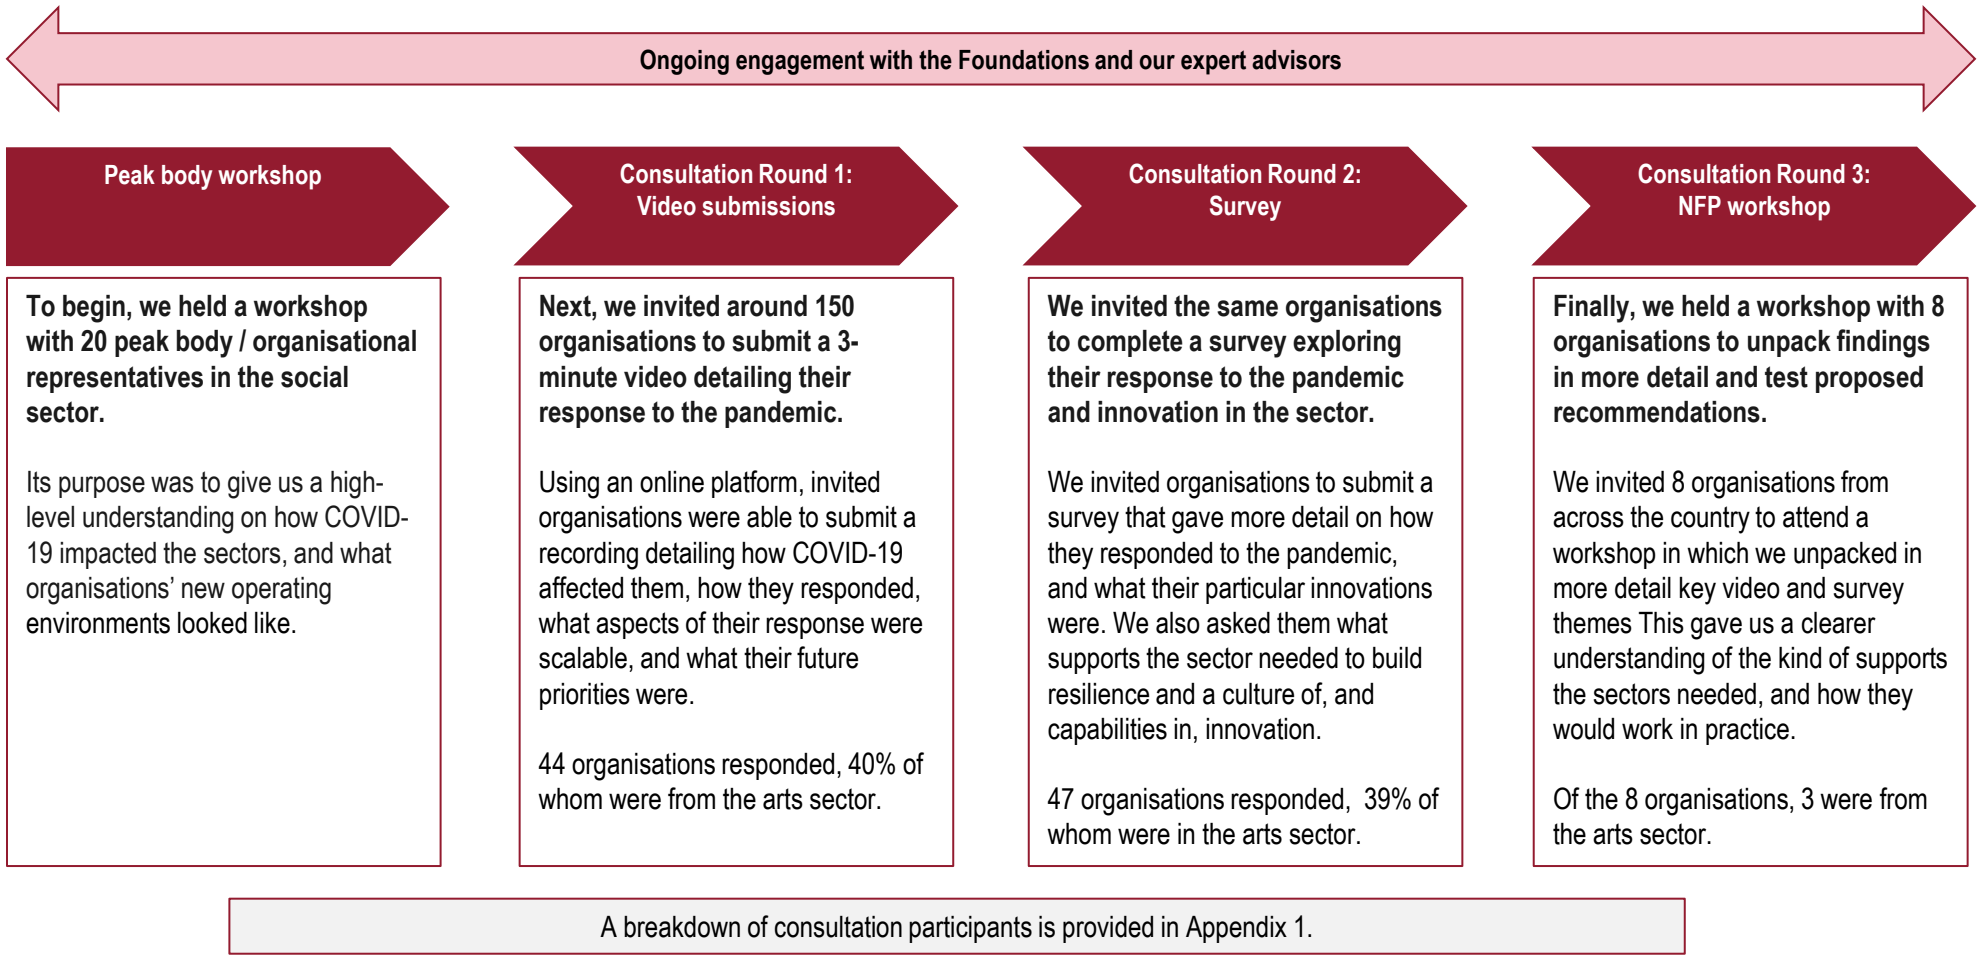 Ongoing engagement with the Foundations and our expert advisors
Peak body workshop
To begin, we held a workshop
with 20 peak body / organisational
representatives in the social
sector.
Its purpose was to give us a high-
level understanding on how COVID-
19 impacted the sectors, and what
organisations’ new operating
environments looked like.
Consultation Round 1:
Video submissions
Next, we invited around 150
organisations to submit a 3-
minute video detailing their
response to the pandemic.
Using an online platform, invited
organisations were able to submit a
recording detailing how COVID-19
affected them, how they responded,
what aspects of their response were
scalable, and what their future
priorities were.
44 organisations responded, 40% of
whom were from the arts sector.
Consultation Round 2:
Survey
We invited the same organisations
to complete a survey exploring
their response to the pandemic
and innovation in the sector.
We invited organisations to submit a
survey that gave more detail on how
they responded to the pandemic,
and what their particular innovations
were. We also asked them what
supports the sector needed to build
resilience and a culture of, and
capabilities in, innovation.
47 organisations responded,  39% of
whom were in the arts sector.
Consultation Round 3:
NFP workshop
Finally, we held a workshop with 8
organisations to unpack findings
in more detail and test proposed
recommendations.
We invited 8 organisations from
across the country to attend a
workshop in which we unpacked in
more detail key video and survey
themes This gave us a clearer
understanding of the kind of supports
the sectors needed, and how they
would work in practice.
Of the 8 organisations, 3 were from
the arts sector.
A breakdown of consultation participants is provided in Appendix 1.